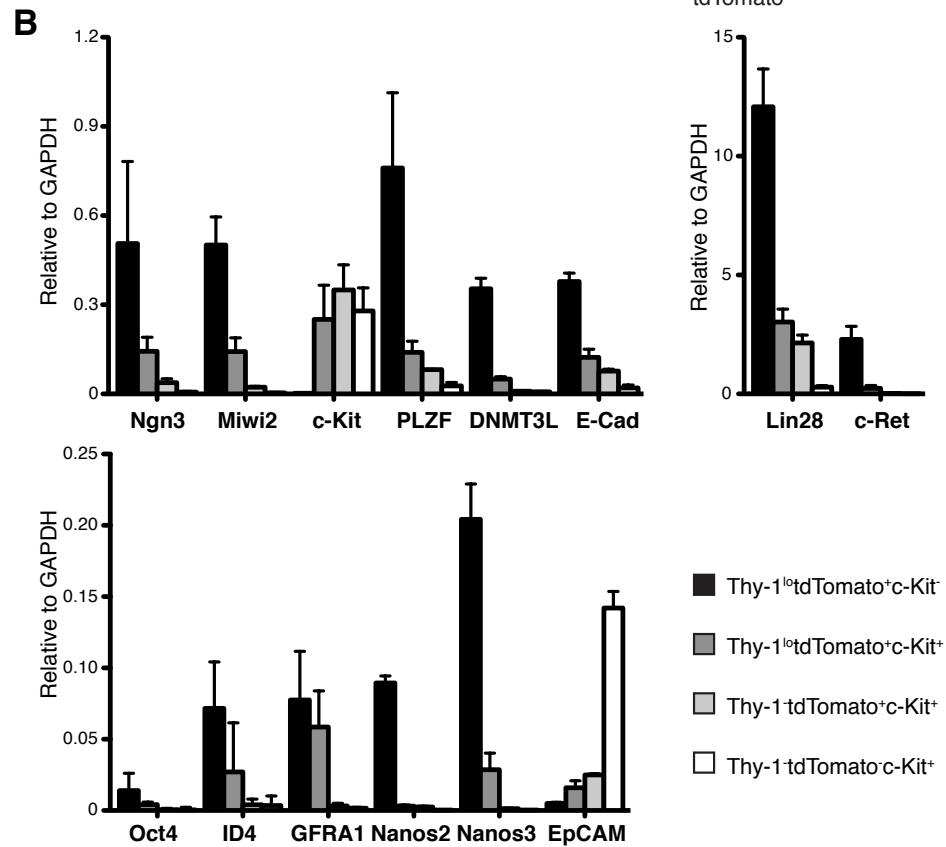 tdTomato
B
1.2
0.9
0.6
0.3
0
Relative to GAPDH
Ngn3 Miwi2 c-Kit PLZF DNMT3L E-Cad
15
10
5
0
Relative to GAPDH
Lin28 c-Ret
0.25
0.20
0.15
0.10
0.05
0
Relative to GAPDH
Oct4 ID4 GFRA1 Nanos2 Nanos3 EpCAM
Thy-1ˡᵒtdTomato⁺c-Kit⁻
Thy-1ˡᵒtdTomato⁺c-Kit⁺
Thy-1⁻tdTomato⁺c-Kit⁺
Thy-1⁻tdTomato⁻c-Kit⁺